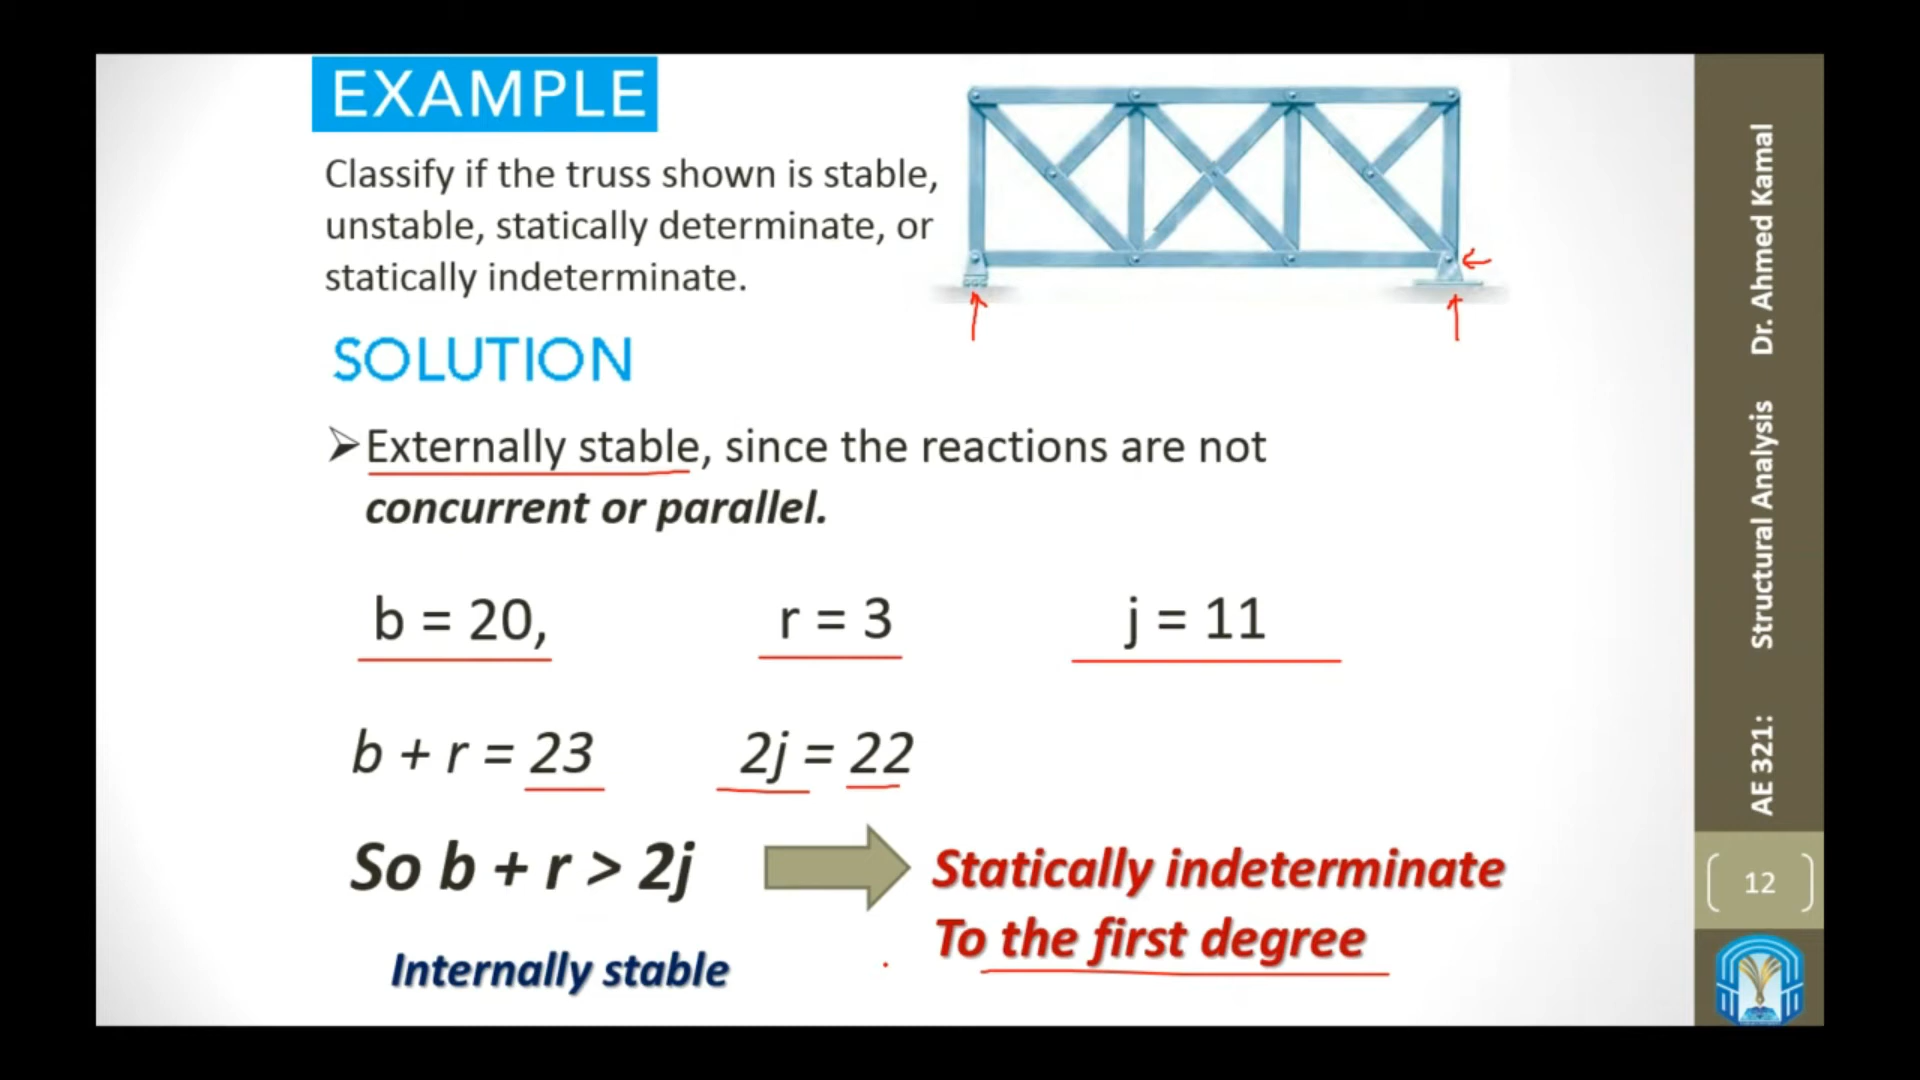 EXAMPLE
Classify if the truss shown is stable,
unstable, statically determinate, or
statically indeterminate.
SOLUTION
➢Externally stable, since the reactions are not
concurrent or parallel.
b = 20, r = 3 j = 11
b + r = 23 2j = 22
So b + r > 2j
Statically indeterminate
To the first degree
Internally stable
AE 321: Structural Analysis Dr. Ahmed Kamal
12